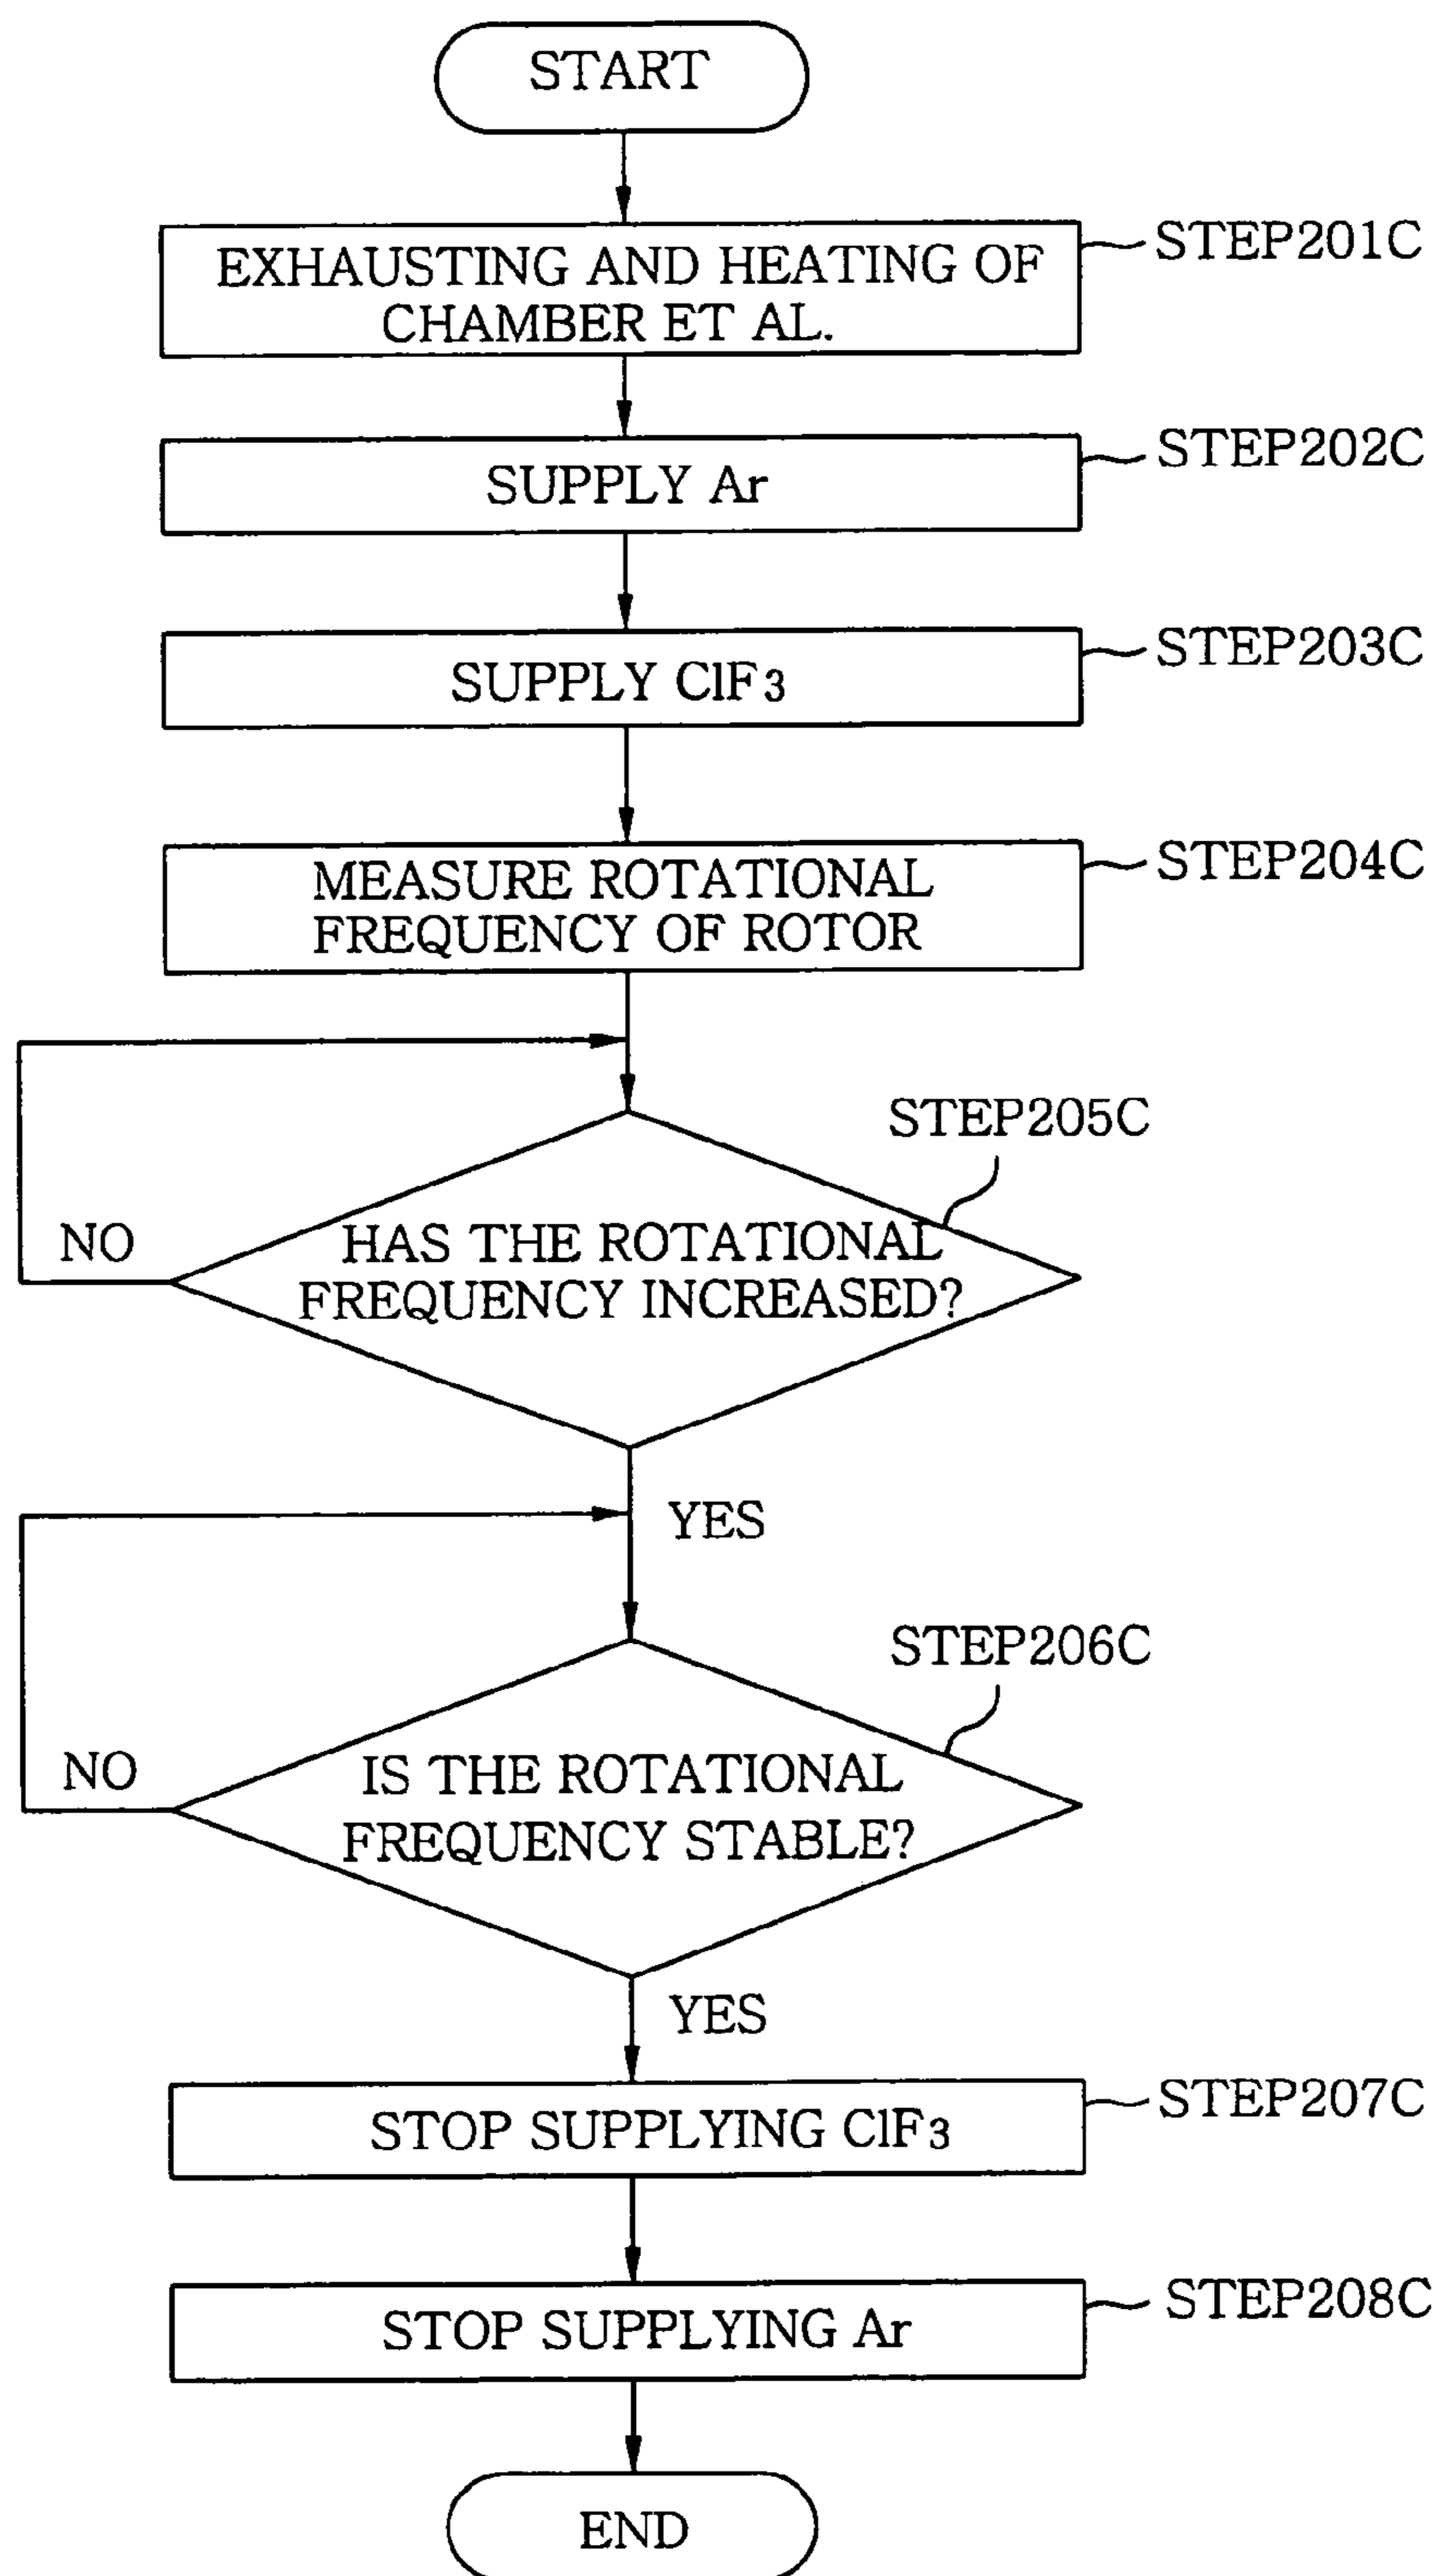 START
EXHAUSTING AND HEATING OF
CHAMBER ET AL.
STEP201C
SUPPLY Ar
STEP202C
SUPPLY ClF3
STEP203C
MEASURE ROTATIONAL
FREQUENCY OF ROTOR
STEP204C
STEP205C
HAS THE ROTATIONAL
FREQUENCY INCREASED?
NO
YES
STEP206C
IS THE ROTATIONAL
FREQUENCY STABLE?
NO
YES
STOP SUPPLYING ClF3
STEP207C
STOP SUPPLYING Ar
STEP208C
END